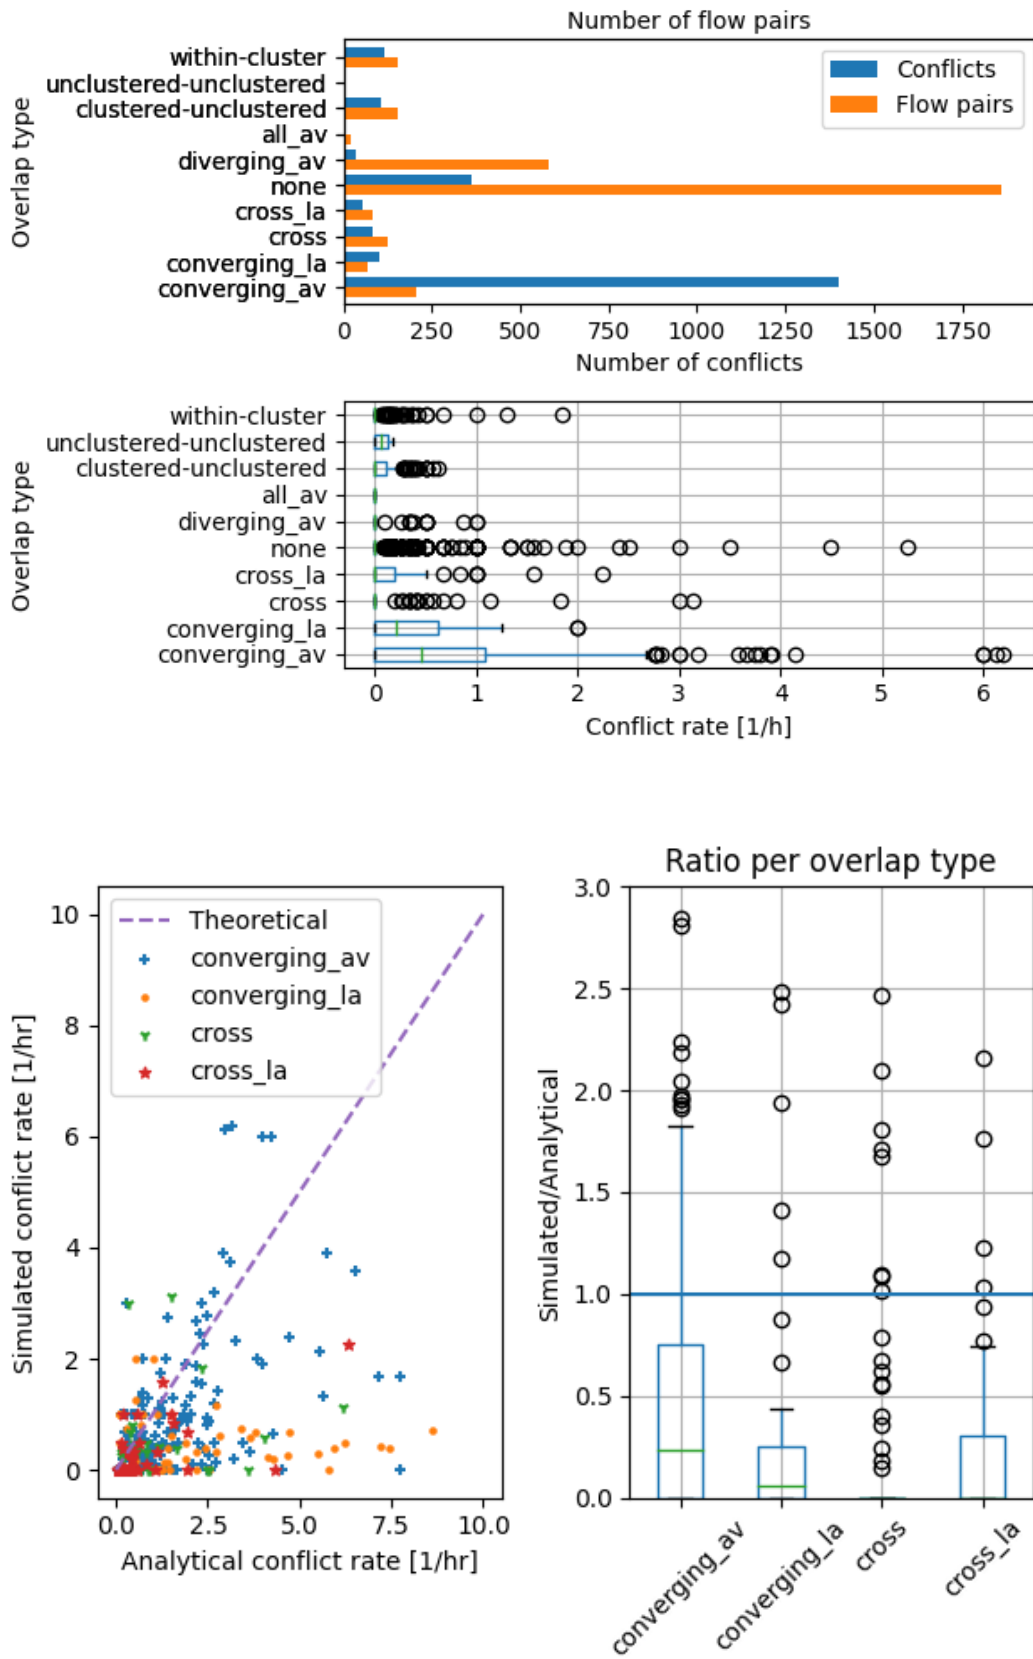 Number of flow pairs
Overlap type
within-cluster
unclustered-unclustered
clustered-unclustered
all_av
diverging_av
none
cross_la
cross
converging_la
converging_av
Conflicts
Flow pairs
0 250 500 750 1000 1250 1500 1750
Number of conflicts
Overlap type
within-cluster
unclustered-unclustered
clustered-unclustered
all_av
diverging_av
none
cross_la
cross
converging_la
converging_av
0 1 2 3 4 5 6
Conflict rate [1/h]
Simulated conflict rate [1/hr]
10
8
6
4
2
0
Theoretical
converging_av
converging_la
cross
cross_la
0.0 2.5 5.0 7.5 10.0
Analytical conflict rate [1/hr]
Ratio per overlap type
Simulated/Analytical
3.0
2.5
2.0
1.5
1.0
0.5
0.0
converging_av
converging_la
cross
cross_la